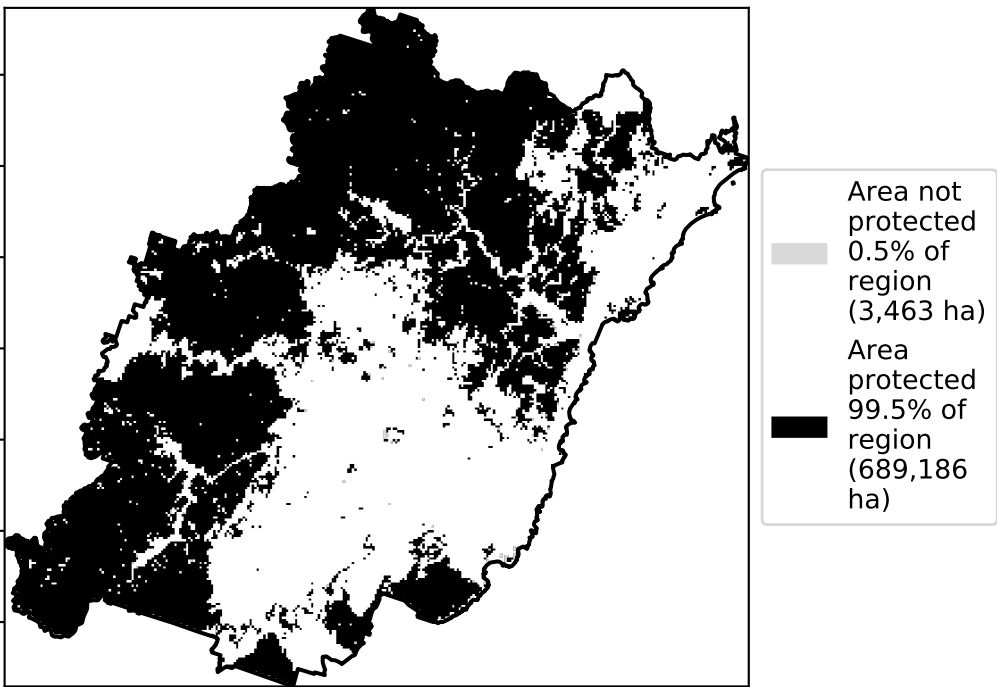 Area not
protected
0.5% of
region
(3,463 ha)
Area
protected
99.5% of
region
(689,186
ha)